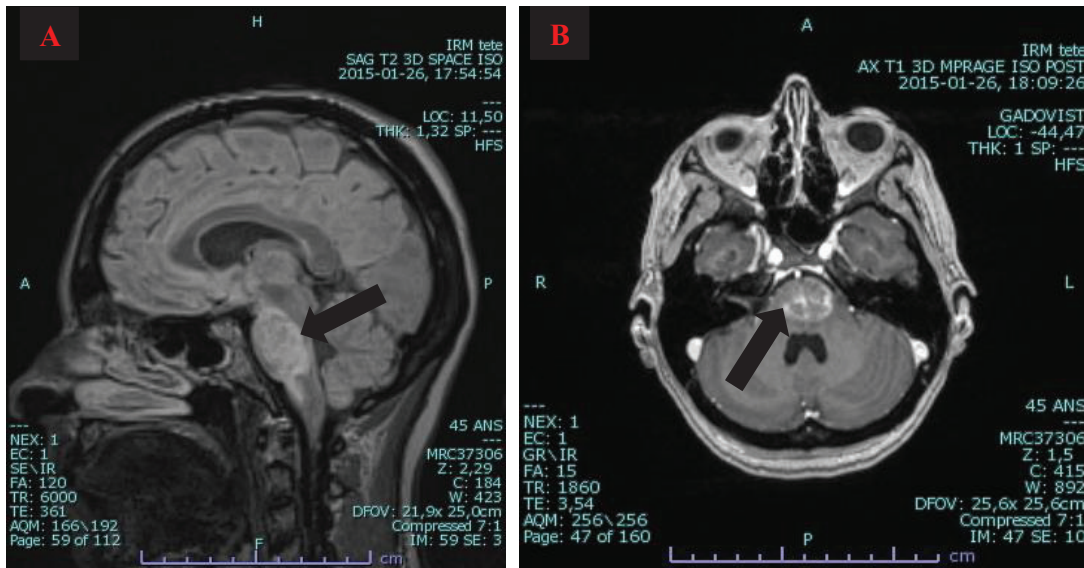 A
H
IRM tete
SAG T2 3D SPACE ISO
2015-01-26, 17:54:54
---
LOC: 11,50
THK: 1,32 SP: ---
HFS
A
P
---
NEX: 1
EC: 1
SE\IR
FA: 120
TR: 6000
TE: 361
AQM: 166\192
Page: 59 of 112
F
cm
45 ANS
---
MRC37306
Z: 2,29
C: 184
W: 423
DFOV: 21,9x 25,0cm
Compressed 7:1
IM: 59 SE: 3
B
A
IRM tete
AX T1 3D MPRAGE ISO POST
2015-01-26, 18:09:26
---
GADOVIST
LOC: -44,47
THK: 1 SP: ---
HFS
R
L
---
NEX: 1
EC: 1
GR\IR
FA: 15
TR: 1860
TE: 3,54
AQM: 256\256
Page: 47 of 160
P
cm
45 ANS
---
MRC37306
Z: 1,5
C: 415
W: 892
DFOV: 25,6x 25,6cm
Compressed 7:1
IM: 47 SE: 10